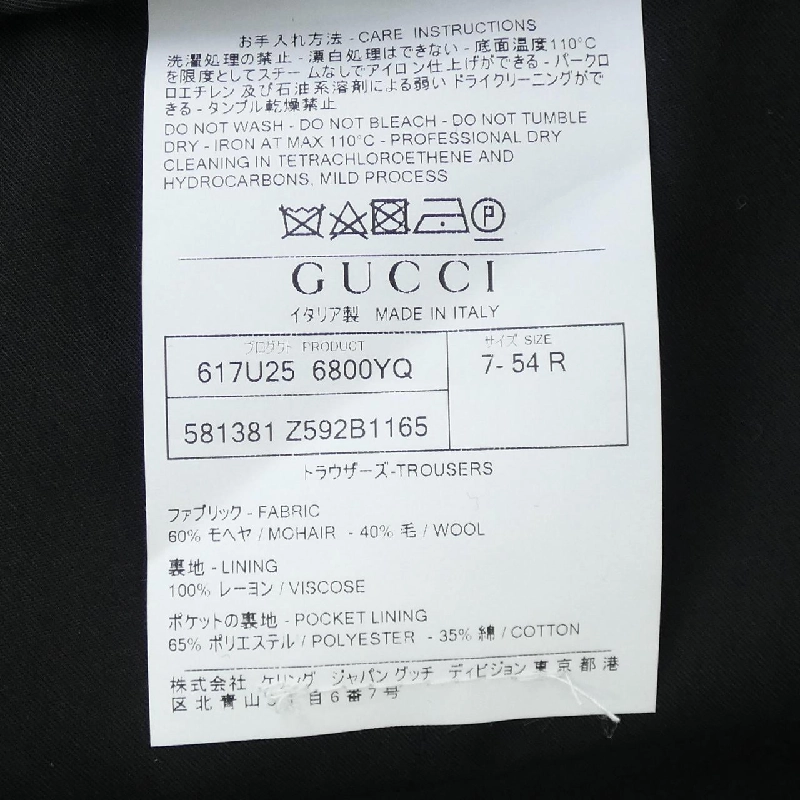 お手入れ方法 - CARE INSTRUCTIONS
洗濯処理の禁止 - 漂白処理はできない - 底面温度110°C
を限度としてスチームなしでアイロン仕上げができる - パークロ
ロエチレン 及び石油系溶剤による弱い ドライクリーニングがで
きる - タンブル乾燥禁止
DO NOT WASH - DO NOT BLEACH - DO NOT TUMBLE
DRY - IRON AT MAX 110°C - PROFESSIONAL DRY
CLEANING IN TETRACHLOROETHENE AND
HYDROCARBONS, MILD PROCESS
P
GUCCI
イタリア製 MADE IN ITALY
プロダクト PRODUCT
617U25 6800YQ
581381 Z592B1165
サイズ SIZE
7- 54 R
トラウザーズ-TROUSERS
ファブリック - FABRIC
60% モヘヤ / MOHAIR - 40% 毛 / WOOL
裏地 - LINING
100% レーヨン / VISCOSE
ポケットの裏地 - POCKET LINING
65% ポリエステル / POLYESTER - 35% 綿 / COTTON
株式会社 ケリング ジャパン グッチ ディビジョン 東京都港
区北青山 丁目6番7号